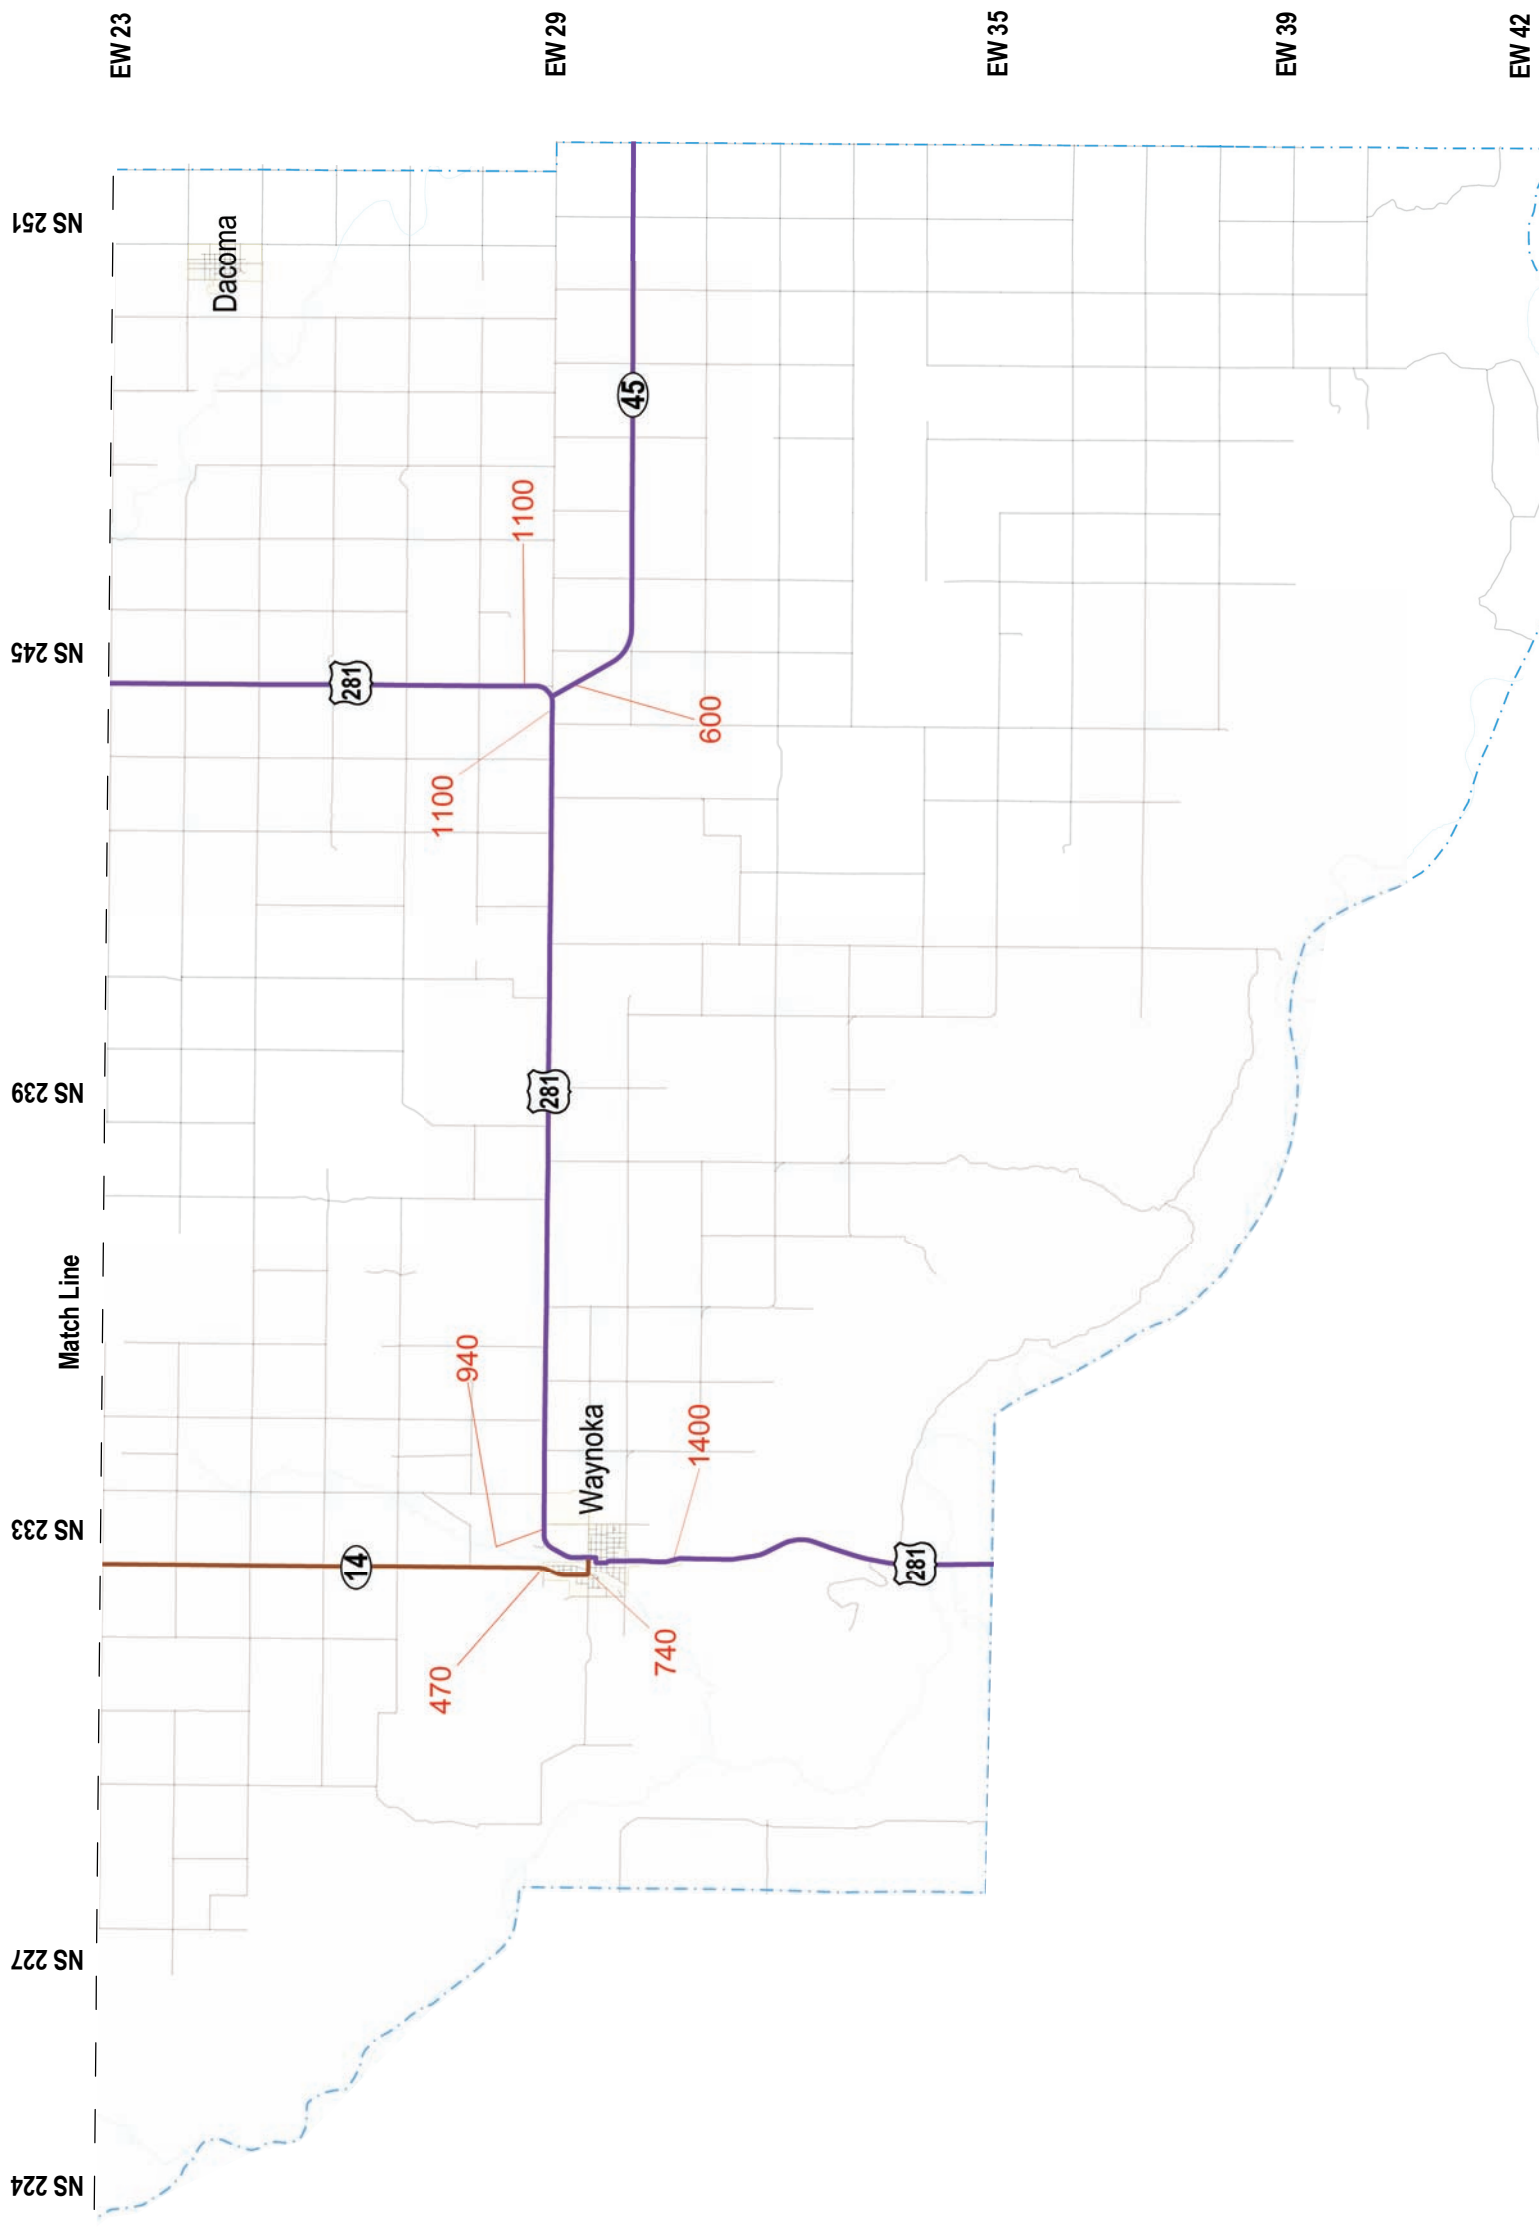 EW 23
EW 29
EW 35
EW 39
EW 42
NS 251
NS 245
NS 239
NS 233
NS 227
NS 224
Match Line
Dacoma
45
1100
281
600
1100
281
940
Waynoka
1400
14
281
470
740